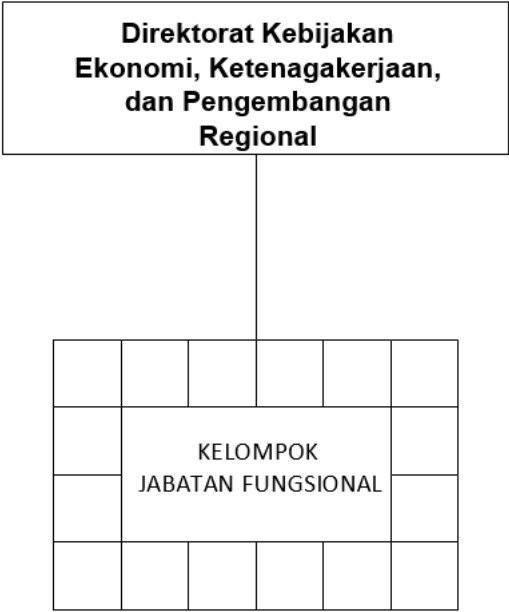 Direktorat Kebijakan
Ekonomi, Ketenagakerjaan,
dan Pengembangan
Regional
KELOMPOK
JABATAN FUNGSIONAL